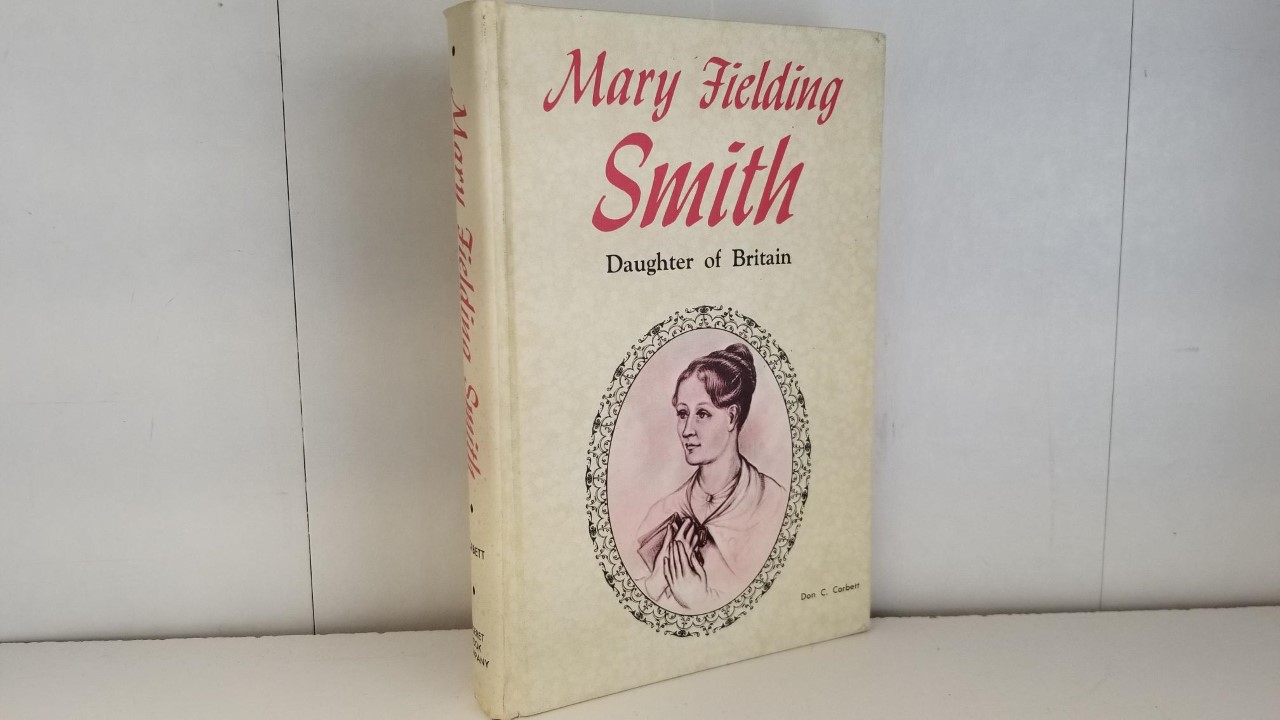 Mary Fielding
Smith
Daughter of Britain
Don C. Corbett
Mary Fielding Smith